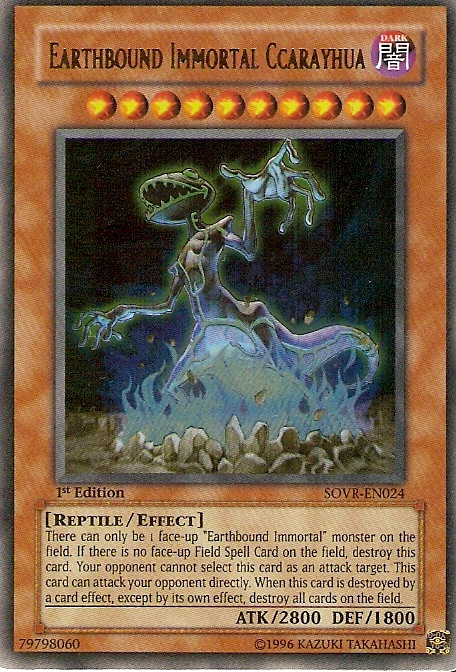 EARTHBOUND IMMORTAL CCARAYHUA
DARK
闇
1st Edition
SOVR-EN024
[REPTILE/EFFECT]
There can only be 1 face-up "Earthbound Immortal" monster on the
field. If there is no face-up Field Spell Card on the field, destroy this
card. Your opponent cannot select this card as an attack target. This
card can attack your opponent directly. When this card is destroyed by
a card effect, except by its own effect, destroy all cards on the field.
ATK/2800 DEF/1800
79798060
©1996 KAZUKI TAKAHASHI